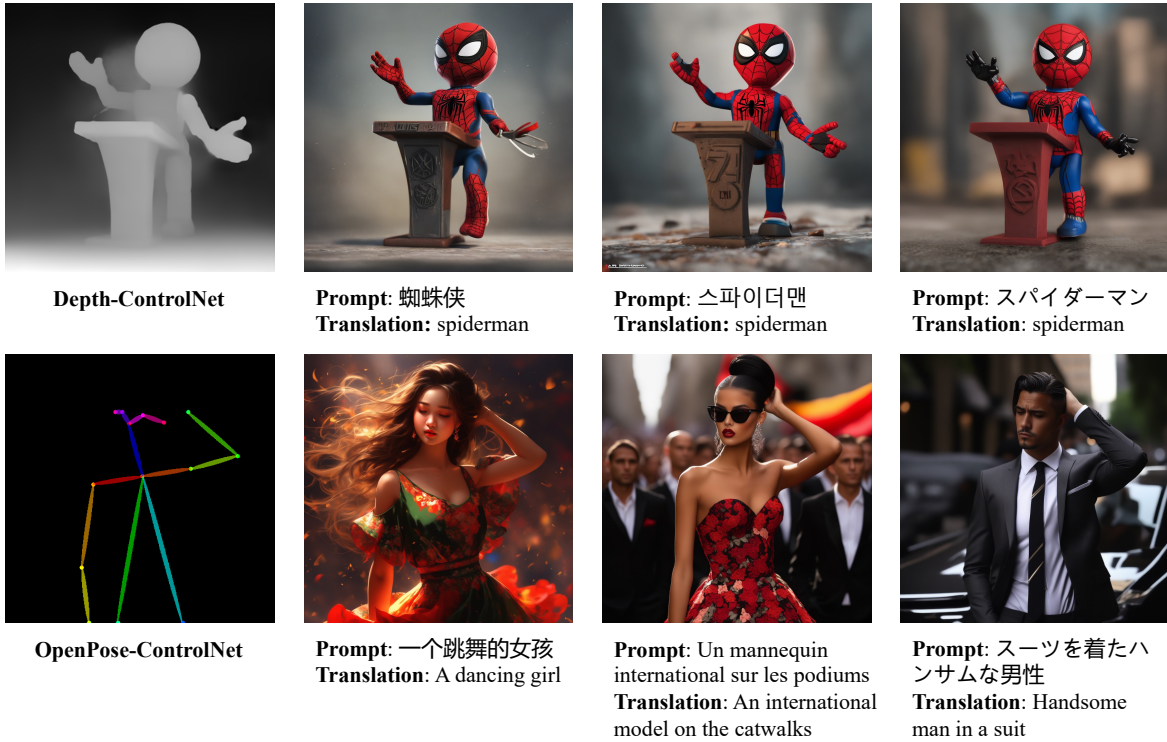 Depth-ControlNet
Prompt: 蜘蛛侠
Translation: spiderman
Prompt: 스파이더맨
Translation: spiderman
Prompt: スパイダーマン
Translation: spiderman
OpenPose-ControlNet
Prompt: 一个跳舞的女孩
Translation: A dancing girl
Prompt: Un mannequin
international sur les podiums
Translation: An international
model on the catwalks
Prompt: スーツを着たハ
ンサムな男性
Translation: Handsome
man in a suit